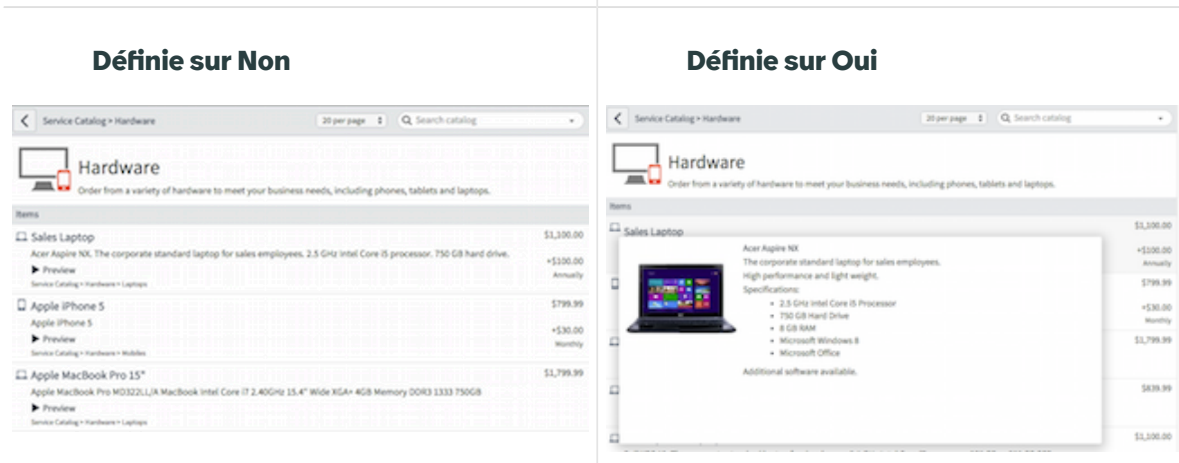 Définie sur Non
Service Catalog > Hardware
20 per page
Search catalog
Hardware
Order from a variety of hardware to meet your business needs, including phones, tablets and laptops.
Items
Sales Laptop
$1,100.00
Acer Aspire NX. The corporate standard laptop for sales employees. 2.5 GHz Intel Core i5 processor. 750 GB hard drive.
+$100.00
Preview
Annually
Service Catalog > Hardware > Laptops
Apple iPhone 5
$799.99
Apple iPhone 5
+$30.00
Preview
Monthly
Service Catalog > Hardware > Mobiles
Apple MacBook Pro 15"
$1,799.99
Apple MacBook Pro MD322LL/A MacBook Intel Core i7 2.40GHz 15.4" Wide XGA+ 4GB Memory DDR3 1333 750GB
Preview
Service Catalog > Hardware > Laptops
Définie sur Oui
Service Catalog > Hardware
20 per page
Search catalog
Hardware
Order from a variety of hardware to meet your business needs, including phones, tablets and laptops.
Items
Sales Laptop
$1,100.00
Acer Aspire NX
The corporate standard laptop for sales employees.
+$100.00
Annually
High performance and light weight.
$799.99
Specifications:
• 2.5 GHz Intel Core i5 Processor
+$30.00
• 750 GB Hard Drive
Monthly
• 8 GB RAM
• Microsoft Windows 8
$1,799.99
• Microsoft Office
Additional software available.
$839.99
$1,100.00